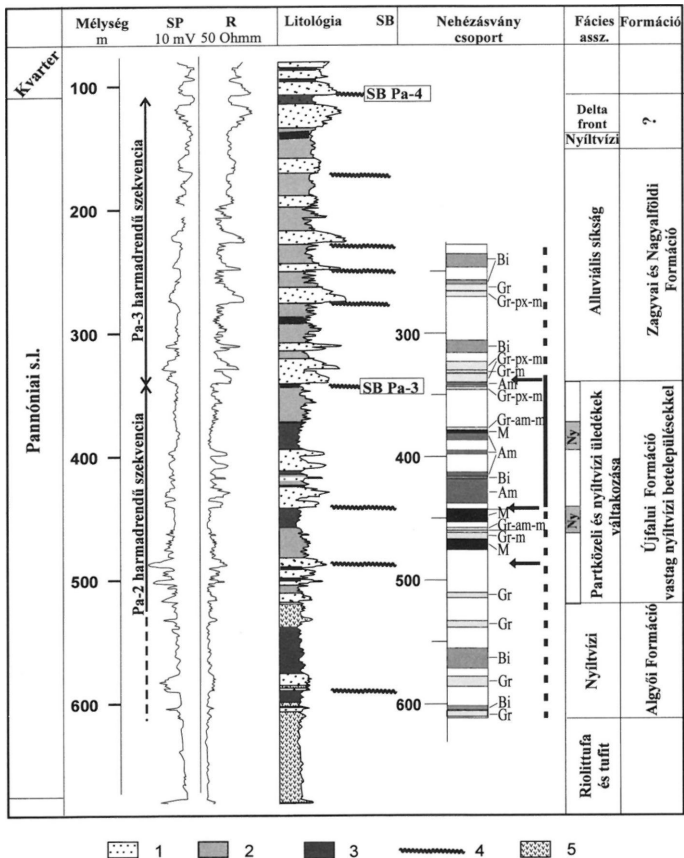 Mélység
m
SP
10 mV
R
50 Ohmm
Litológia
SB
Nehézásvány
csoport
Fácies
assz.
Formáció
Kvarter
Pannóniai s.l.
100
200
300
400
500
600
Pa-3 harmadrendű szekvencia
Pa-2 harmadrendű szekvencia
SB Pa-4
SB Pa-3
300
400
500
600
Bi
Gr
Gr-px-m
Bi
Gr-px-m
Gr-m
Am
Gr-px-m
Gr-am-m
M
Am
Bi
Am
M
Gr-am-m
Gr-m
M
Gr
Gr
Bi
Gr
Bi
Gr
Delta
front
Nyíltvízi
Alluviális síkság
Ny
Ny
Partközeli és nyíltvízi üledékek
váltakozása
Nyíltvízi
Riolittufa
és tufit
?
Zagyvai és Nagyalföldi
Formáció
Újfalui Formáció
vastag nyíltvízi betelepülésekkel
Algyői Formáció
1
2
3
4
5